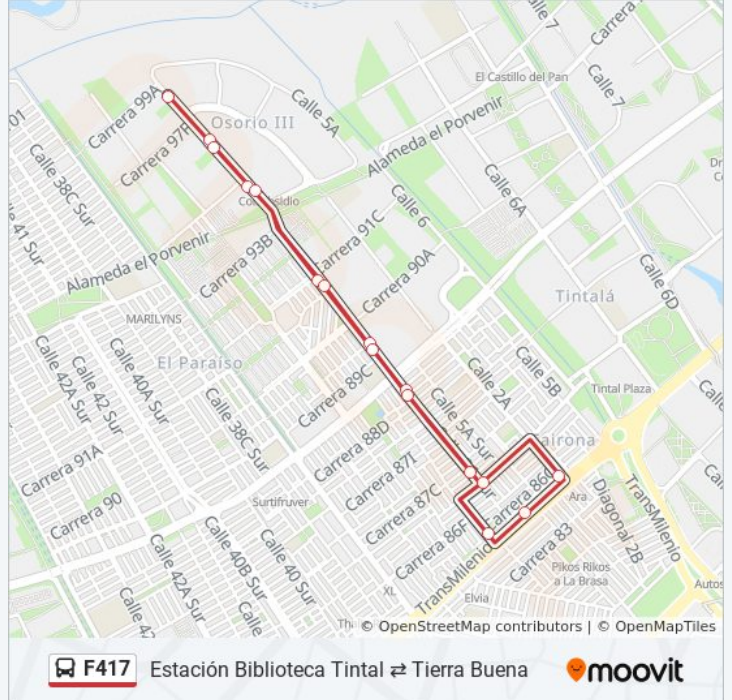 Calle 7
Carrera
El Castillo del Pan
Calle 7
Carrera 99A
Calle 5A
Osorio III
Alameda el Porvenir
01
Carrera 97F
Calle 38C Sur
Calle 6
Calle 6A
Carrera 91C
41 Sur
Carrera 93B
Alameda el Porvenir
Carrera 90A
Calle 6D
Tintalá
MARILYNS
El Paraíso
Calle 42A Sur
Calle 42 Sur
Calle 40A Sur
Carrera 89C
Calle 2A
Calle 5B
Tintal Plaza
Calle 38C Sur
Calle 5A Sur
Carrera 88D
Tairona
Carrera 91A
Carrera 87I
Carrera 90
Surtifruver
Carrera 87C
Carrera 86G
Ara
Diagonal 2B
TransMilenio
Calle 42A Sur
Calle 40B Sur
Calle 40 Sur
Carrera 86F
Carrera 83
TransMilenio
Pikos Rikos
a La Brasa
XL
Elvia
Autos
© OpenStreetMap contributors | © OpenMapTiles
F417 Estación Biblioteca Tintal ⇄ Tierra Buena moovit